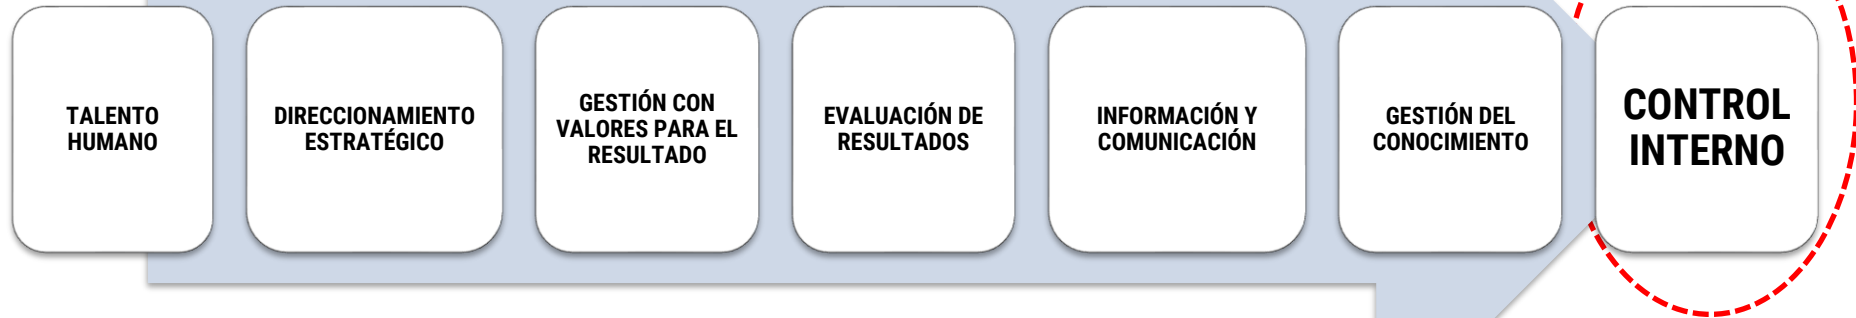 TALENTO
HUMANO
DIRECCIONAMIENTO
ESTRATÉGICO
GESTIÓN CON
VALORES PARA EL
RESULTADO
EVALUACIÓN DE
RESULTADOS
INFORMACIÓN Y
COMUNICACIÓN
GESTIÓN DEL
CONOCIMIENTO
CONTROL
INTERNO